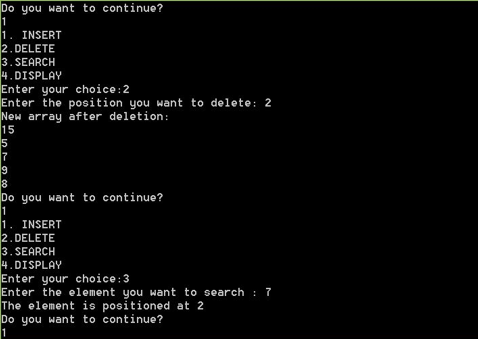 Do you want to continue?
1
1. INSERT
2.DELETE
3.SEARCH
4.DISPLAY
Enter your choice:2
Enter the position you want to delete: 2
New array after deletion:
15
5
7
9
8
Do you want to continue?
1
1. INSERT
2.DELETE
3.SEARCH
4.DISPLAY
Enter your choice:3
Enter the element you want to search : 7
The element is positioned at 2
Do you want to continue?
1